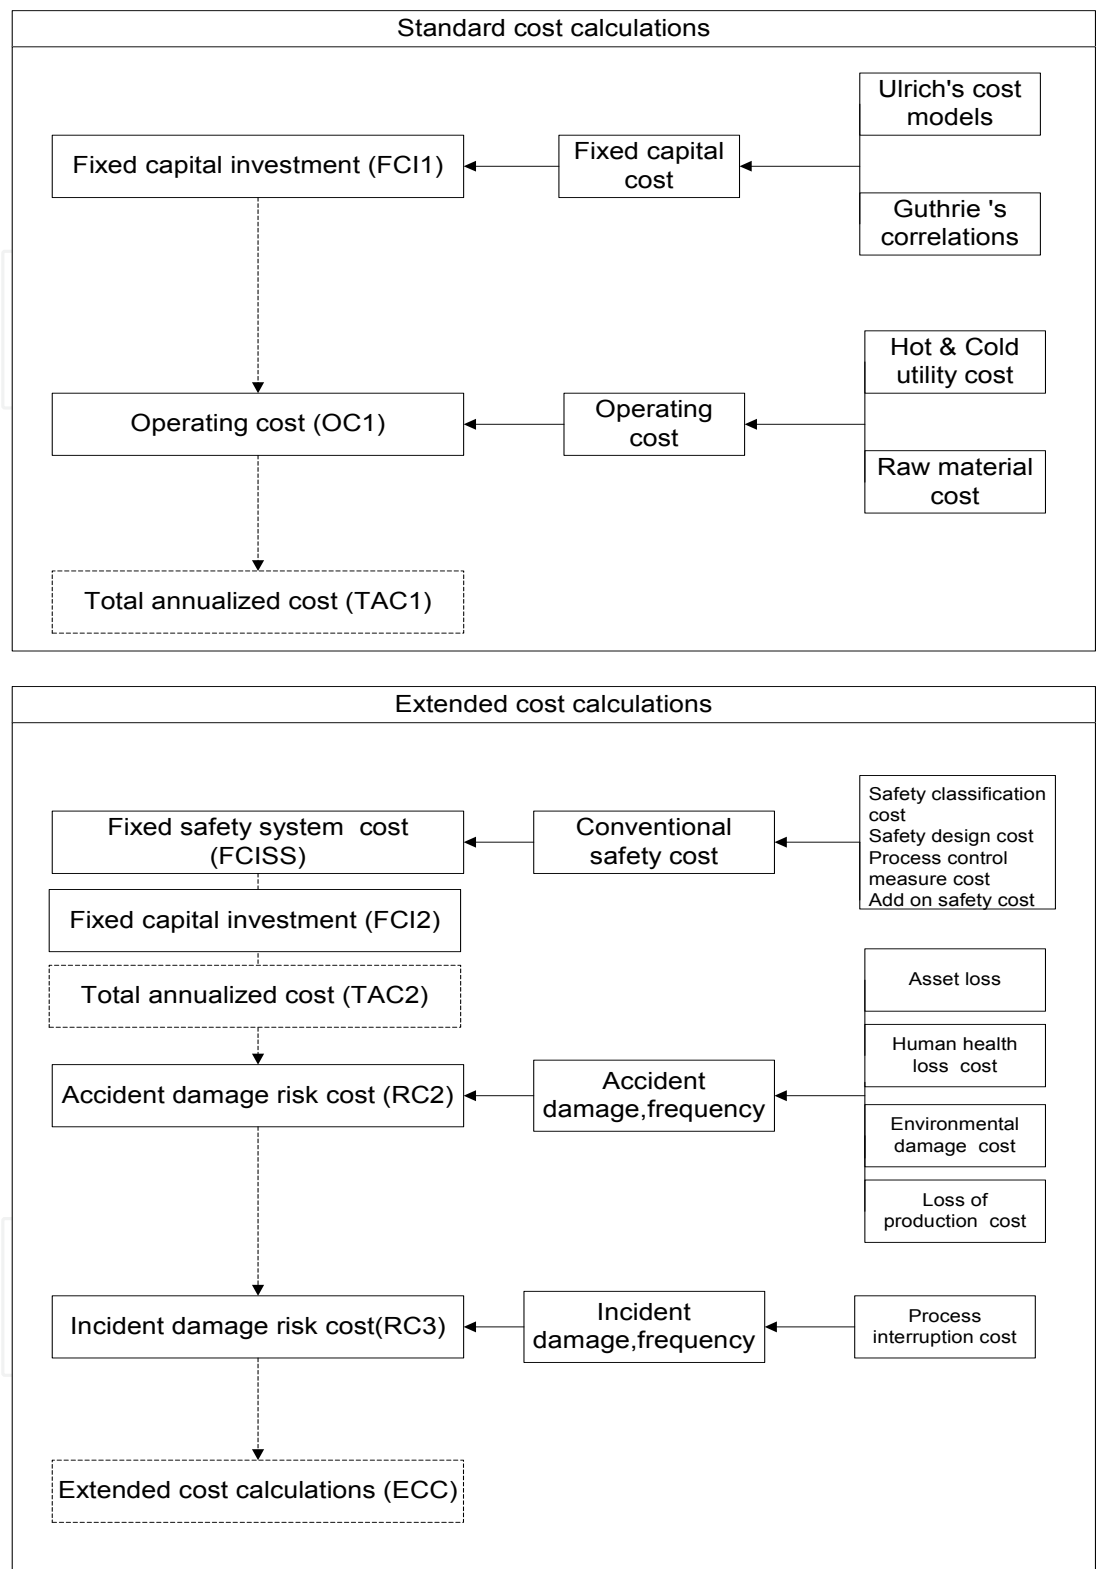 Standard cost calculations
Ulrich's cost
models
Fixed capital investment (FCI1)
Fixed capital
cost
Guthrie 's
correlations
Hot & Cold
utility cost
Operating cost (OC1)
Operating
cost
Raw material
cost
Total annualized cost (TAC1)
Extended cost calculations
Fixed safety system  cost
(FCISS)
Conventional
safety cost
Safety classification
cost
Safety design cost
Process control
measure cost
Add on safety cost
Fixed capital investment (FCI2)
Total annualized cost (TAC2)
Asset loss
Human health
loss  cost
Accident damage risk cost (RC2)
Accident
damage,frequency
Environmental
damage  cost
Loss of
production  cost
Incident damage risk cost(RC3)
Incident
damage,frequency
Process
interruption cost
Extended cost calculations (ECC)